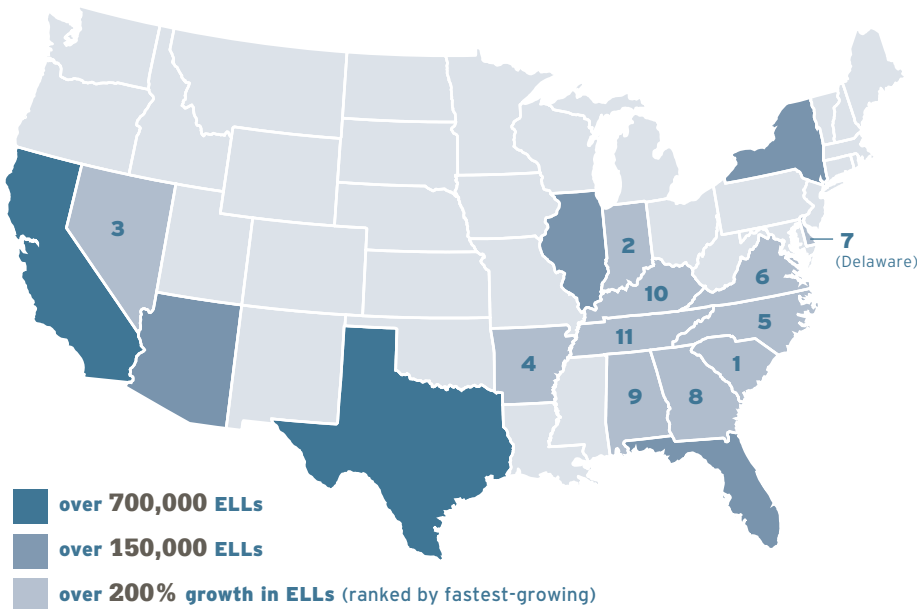 3
2
7
(Delaware)
6
10
5
11
4
1
9
8
over 700,000 ELLs
over 150,000 ELLs
over 200% growth in ELLs (ranked by fastest-growing)